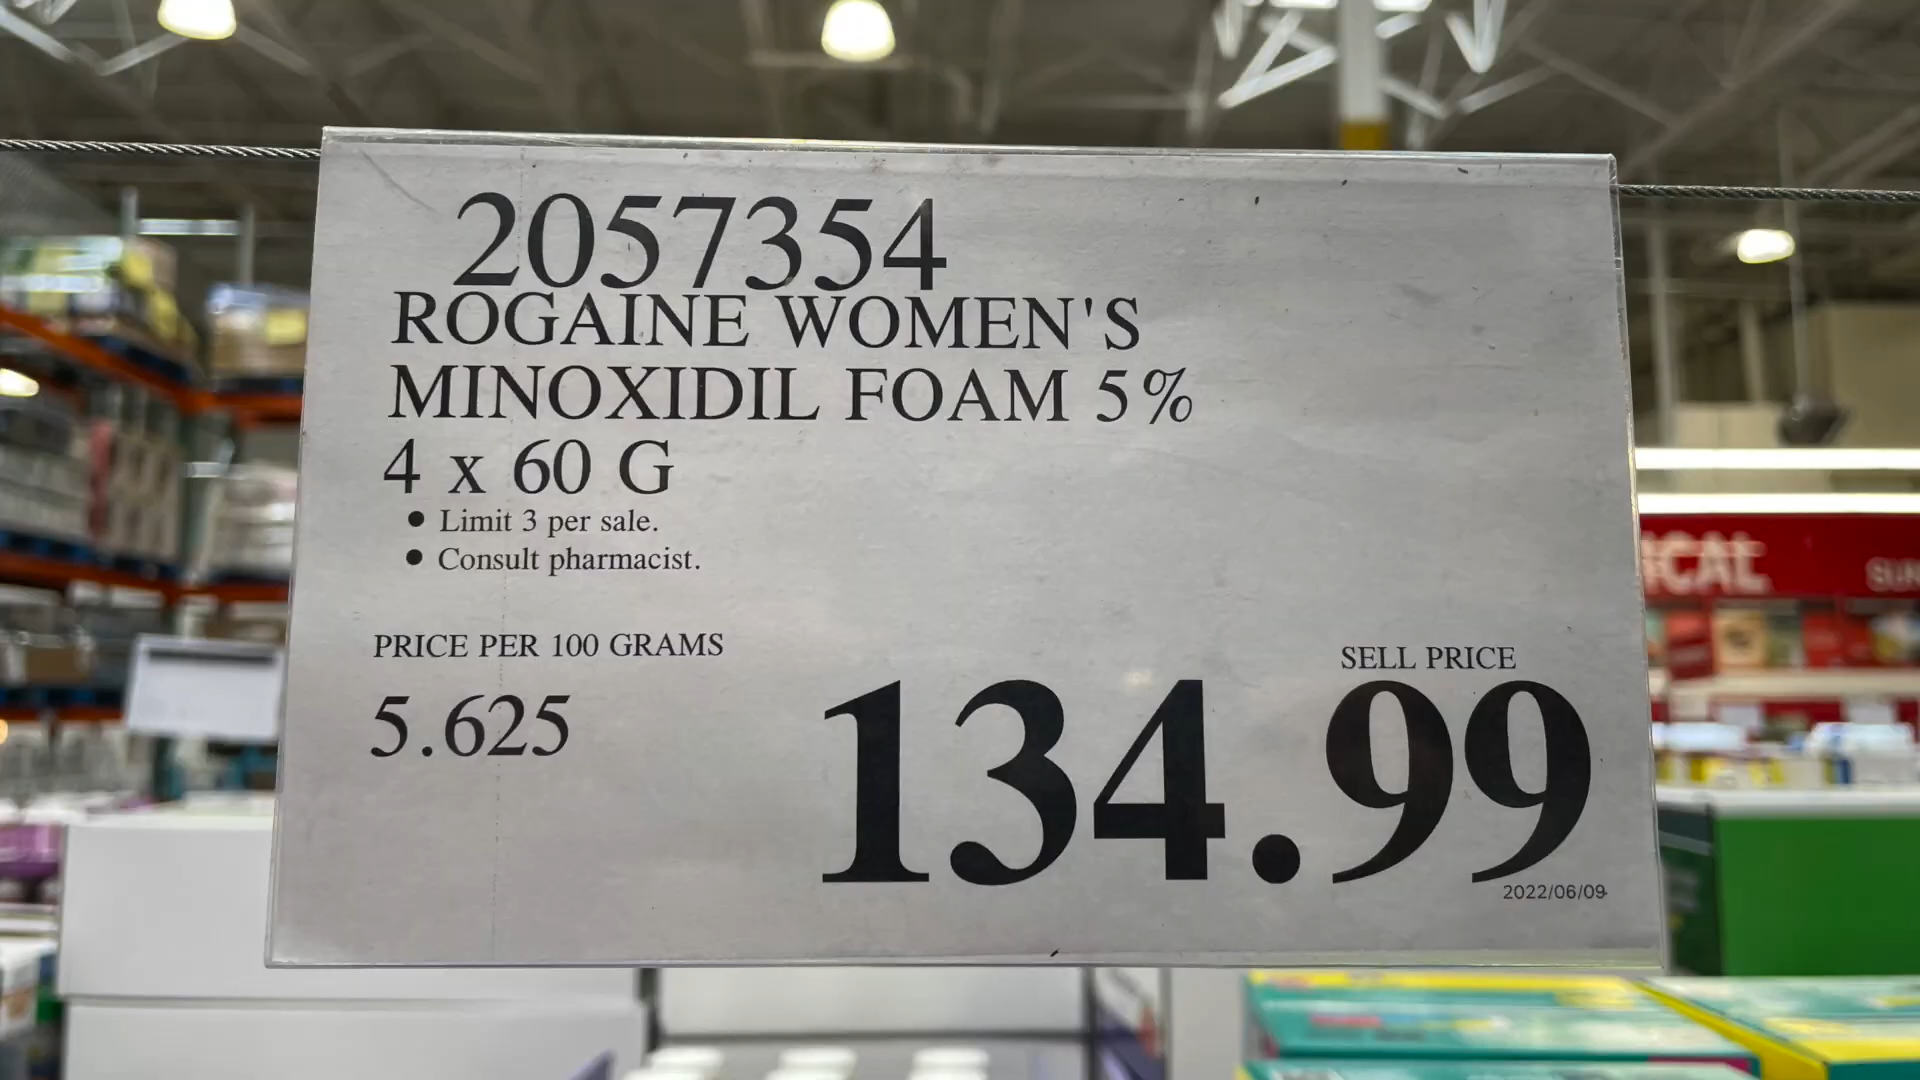 2057354
ROGAINE WOMEN'S
MINOXIDIL FOAM 5%
4 x 60 G
• Limit 3 per sale.
• Consult pharmacist.
PRICE PER 100 GRAMS
5.625
SELL PRICE
134.99
2022/06/09